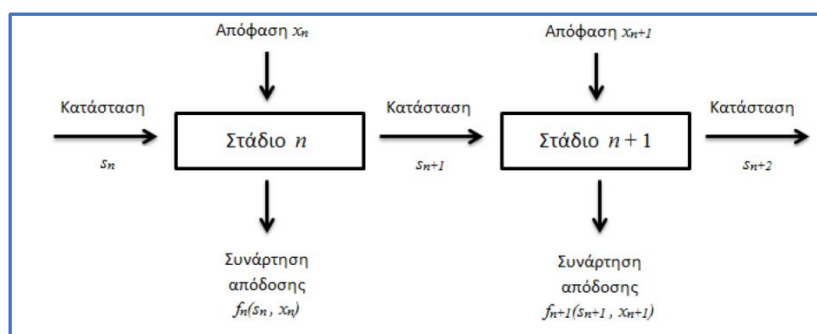 Απόφαση xn
Απόφαση xn+1
Κατάσταση
Κατάσταση
Κατάσταση
Στάδιο n
Στάδιο n + 1
sn
sn+1
sn+2
Συνάρτηση
απόδοσης
fn(sn , xn)
Συνάρτηση
απόδοσης
fn+1(sn+1 , xn+1)